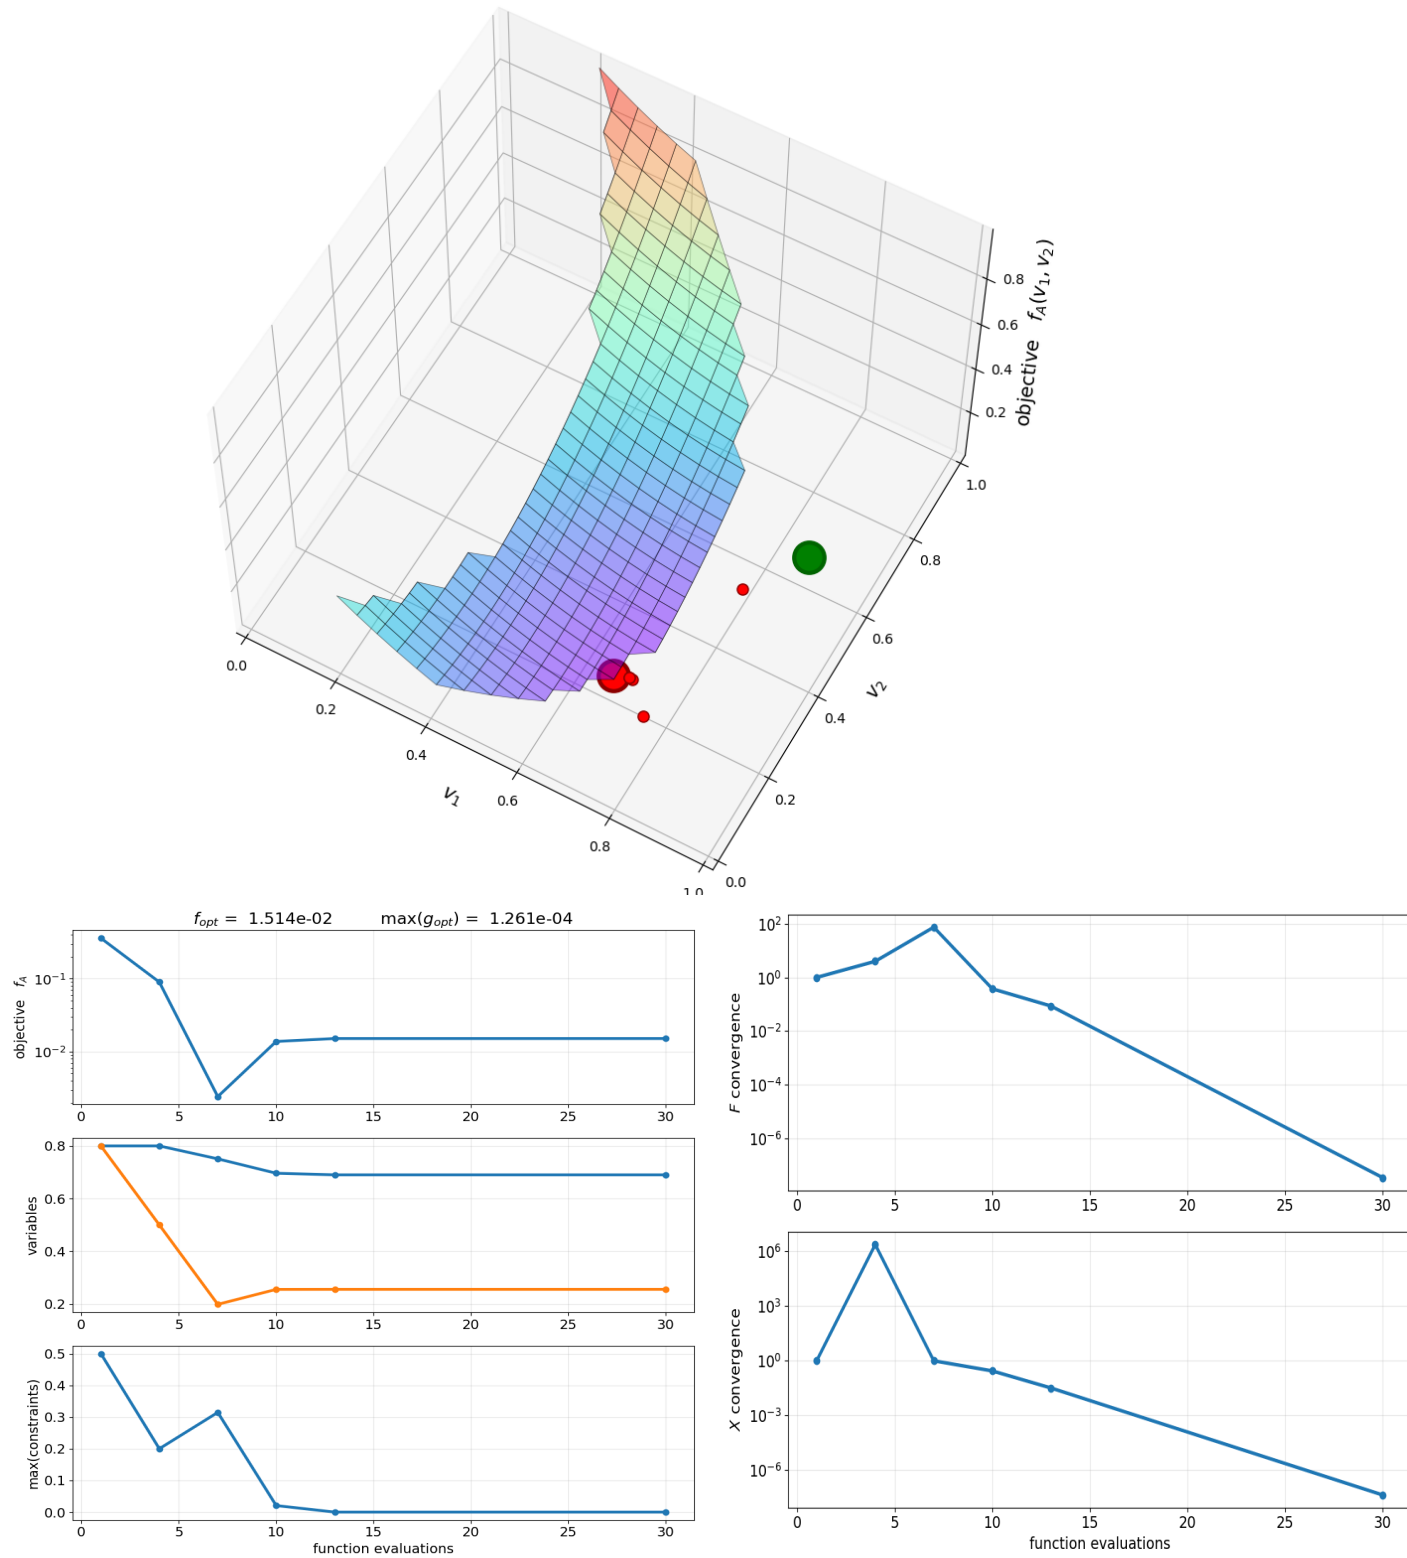 objective f_A(v_1, v_2)
0.8
0.6
0.4
0.2
1.0
0.8
0.6
0.4
0.2
0.0
v_2
0.0
0.2
0.4
0.6
0.8
1.0
v_1
f_opt = 1.514e-02 max(g_opt) = 1.261e-04
objective f_A
10^-1
10^-2
0 5 10 15 20 25 30
variables
0.8
0.6
0.4
0.2
0 5 10 15 20 25 30
max(constraints)
0.5
0.4
0.3
0.2
0.1
0.0
0 5 10 15 20 25 30
function evaluations
F convergence
10^2
10^0
10^-2
10^-4
10^-6
0 5 10 15 20 25 30
X convergence
10^6
10^3
10^0
10^-3
10^-6
0 5 10 15 20 25 30
function evaluations